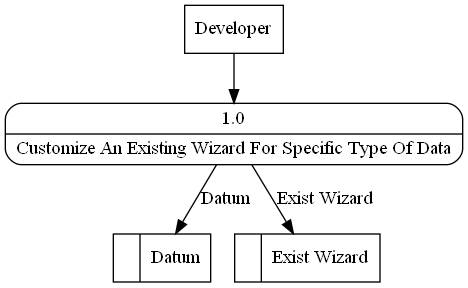 Developer
1.0
Customize An Existing Wizard For Specific Type Of Data
Datum
Exist Wizard
Datum
Exist Wizard